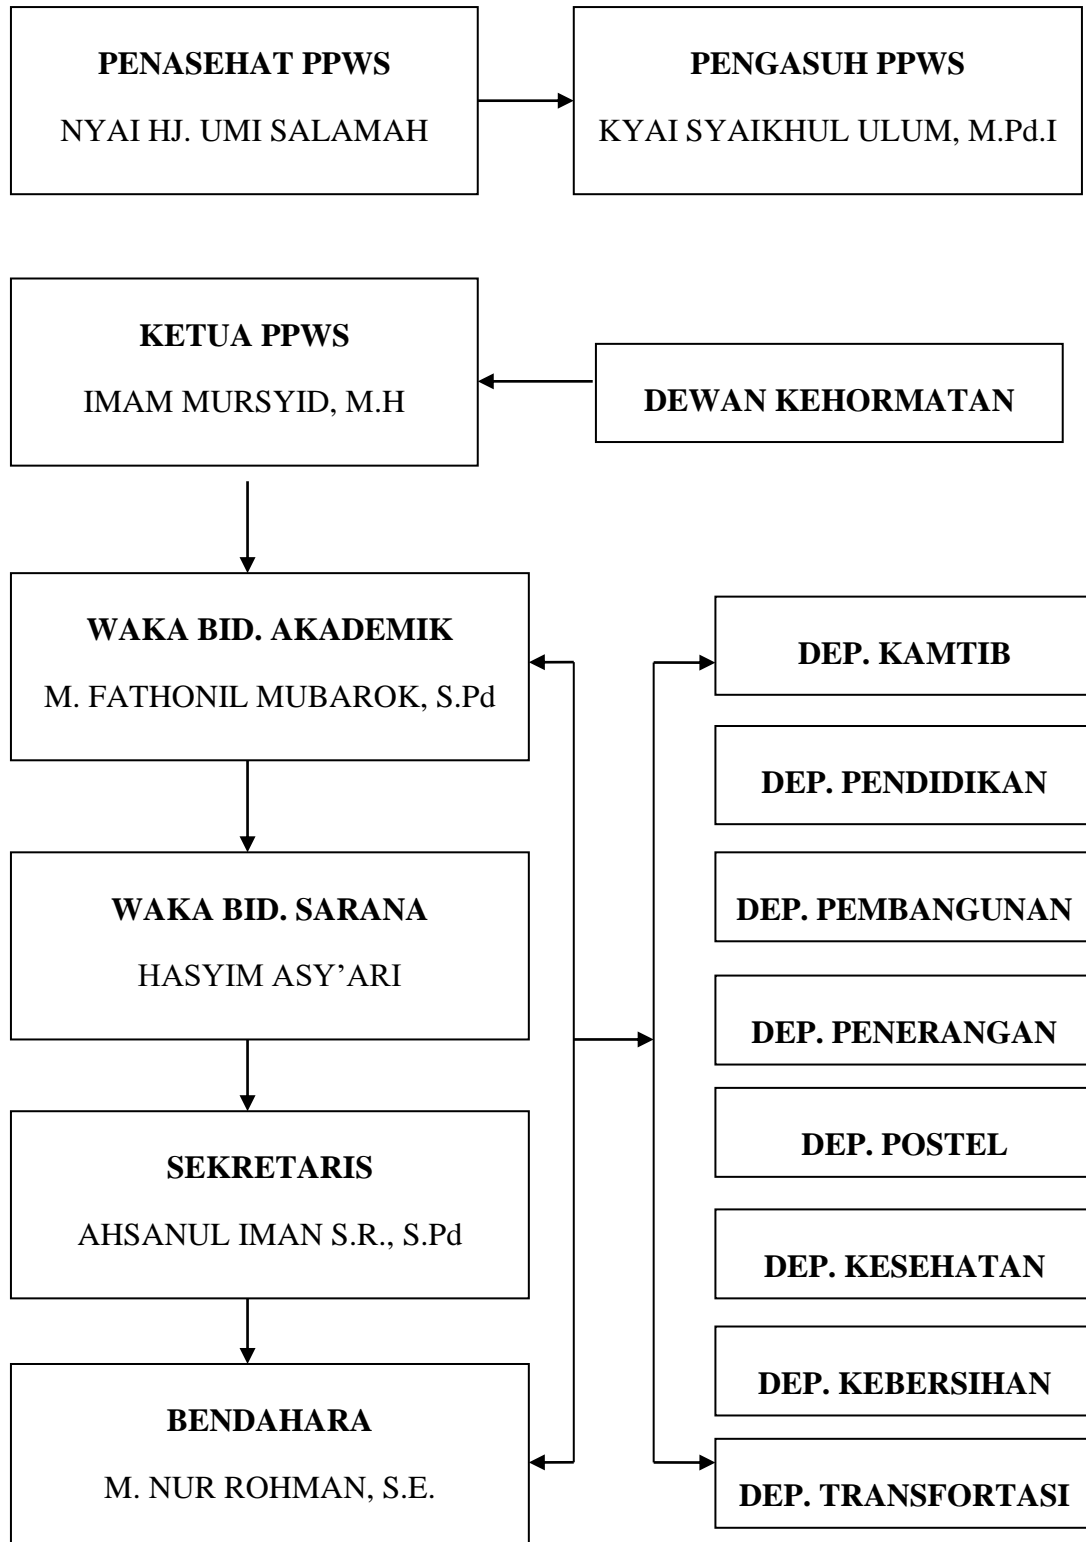 PENASEHAT PPWS
NYAI HJ. UMI SALAMAH
PENGASUH PPWS
KYAI SYAIKHUL ULUM, M.Pd.I
KETUA PPWS
IMAM MURSYID, M.H
DEWAN KEHORMATAN
WAKA BID. AKADEMIK
M. FATHONIL MUBAROK, S.Pd
WAKA BID. SARANA
HASYIM ASY’ARI
SEKRETARIS
AHSANUL IMAN S.R., S.Pd
BENDAHARA
M. NUR ROHMAN, S.E.
DEP. KAMTIB
DEP. PENDIDIKAN
DEP. PEMBANGUNAN
DEP. PENERANGAN
DEP. POSTEL
DEP. KESEHATAN
DEP. KEBERSIHAN
DEP. TRANSFORTASI